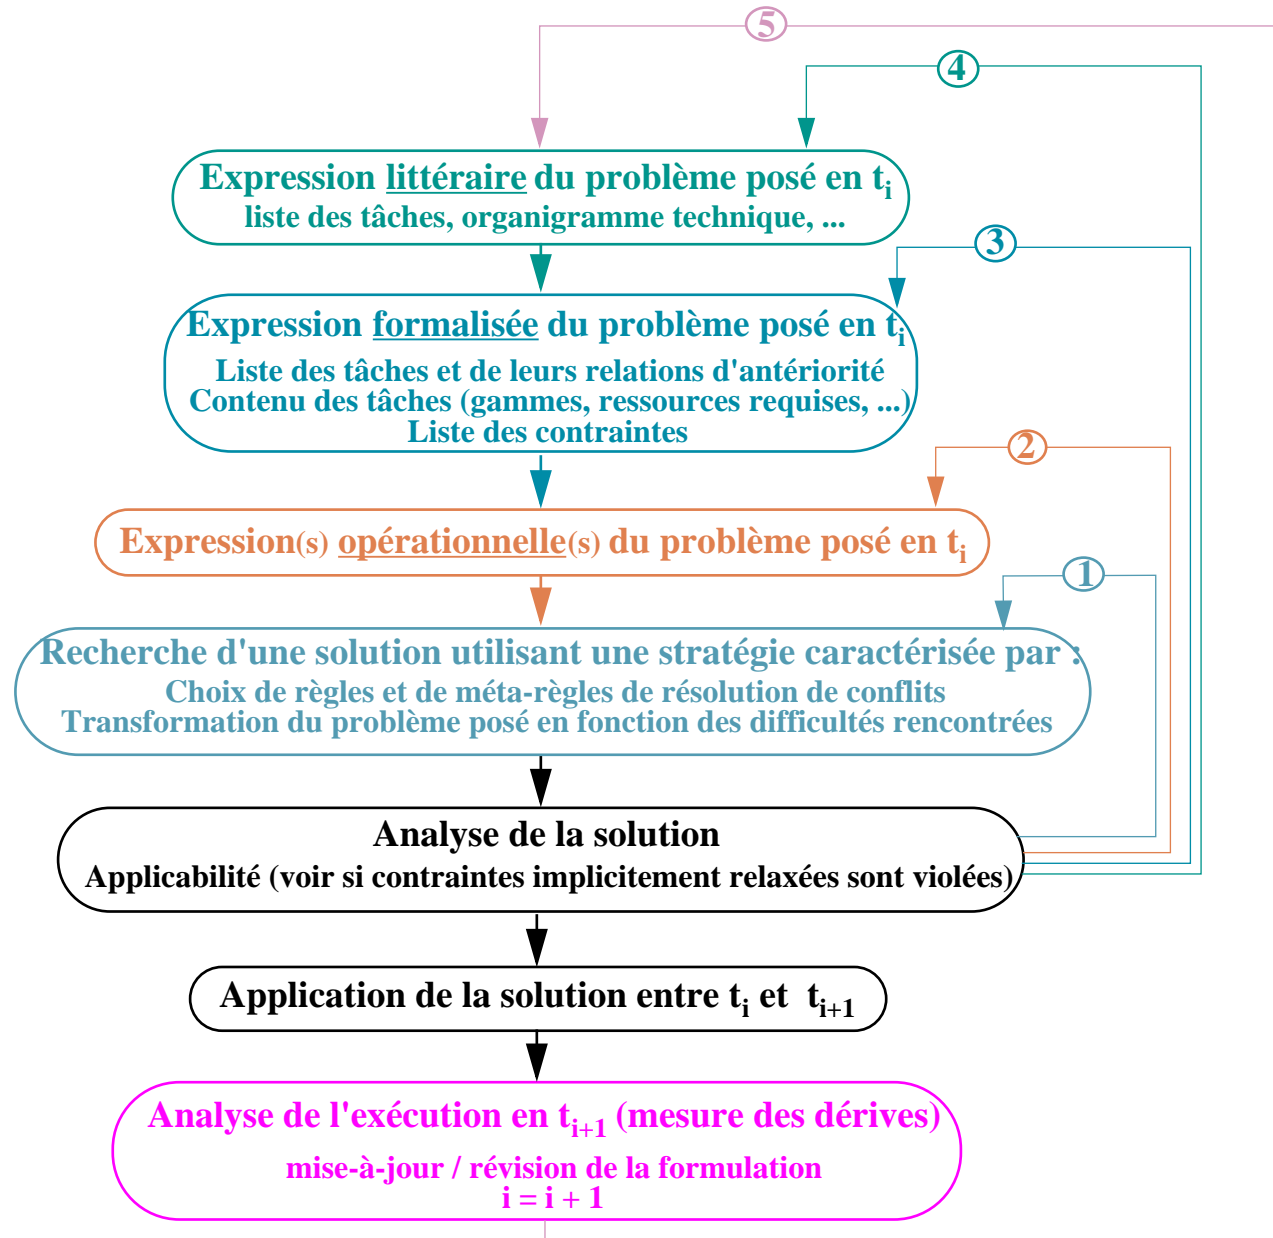 5
4
Expression littéraire du problème posé en ti
liste des tâches, organigramme technique, ...
3
Expression formalisée du problème posé en ti
Liste des tâches et de leurs relations d'antériorité
Contenu des tâches (gammes, ressources requises, ...)
Liste des contraintes
2
Expression(s) opérationnelle(s) du problème posé en ti
1
Recherche d'une solution utilisant une stratégie caractérisée par :
Choix de règles et de méta-règles de résolution de conflits
Transformation du problème posé en fonction des difficultés rencontrées
Analyse de la solution
Applicabilité (voir si contraintes implicitement relaxées sont violées)
Application de la solution entre ti et ti+1
Analyse de l'exécution en ti+1 (mesure des dérives)
mise-à-jour / révision de la formulation
i = i + 1